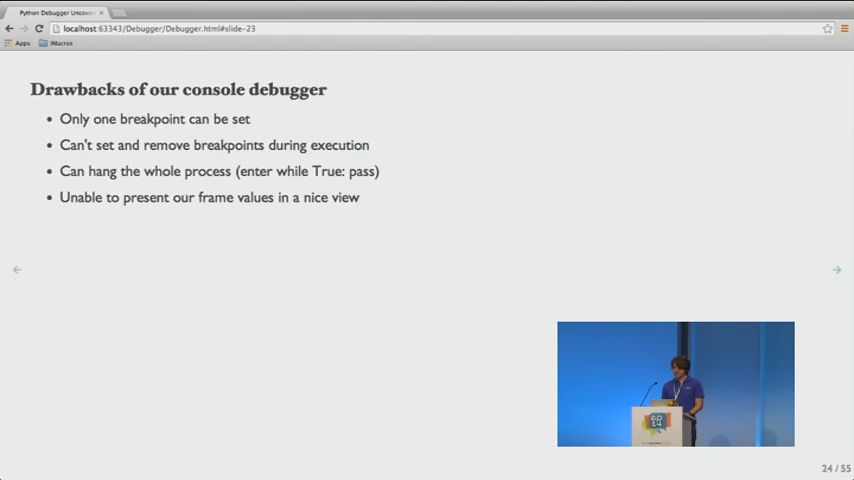 Python Debugger Uncover
localhost:63343/Debugger/Debugger.html#slide-23
Apps
iMacros
Drawbacks of our console debugger
Only one breakpoint can be set
Can't set and remove breakpoints during execution
Can hang the whole process (enter while True: pass)
Unable to present our frame values in a nice view
24 / 55